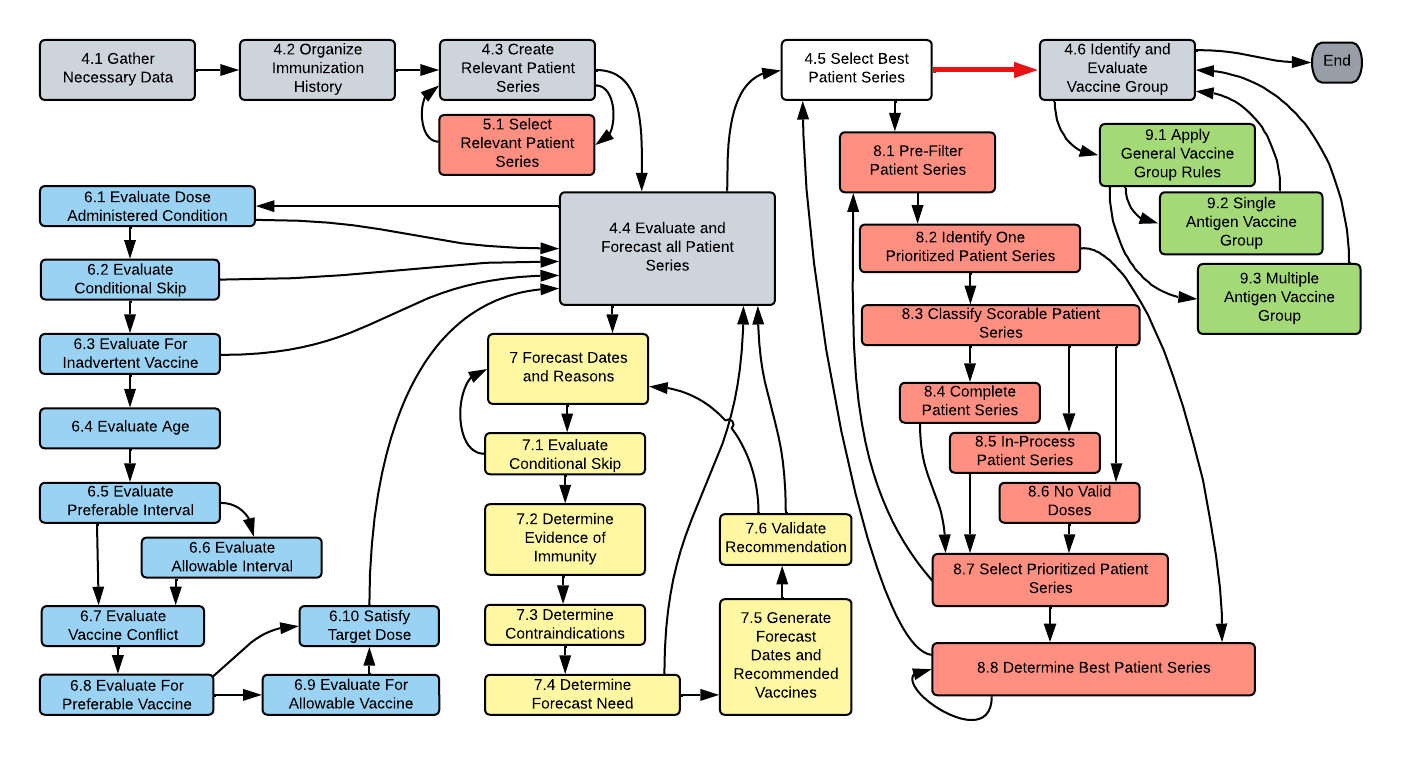 4.1 Gather
Necessary Data
4.2 Organize
Immunization
History
4.3 Create
Relevant Patient
Series
5.1 Select
Relevant Patient
Series
4.4 Evaluate and
Forecast all Patient
Series
4.5 Select Best
Patient Series
4.6 Identify and
Evaluate
Vaccine Group
End
6.1 Evaluate Dose
Administered Condition
6.2 Evaluate
Conditional Skip
6.3 Evaluate For
Inadvertent Vaccine
6.4 Evaluate Age
6.5 Evaluate
Preferable Interval
6.6 Evaluate
Allowable Interval
6.7 Evaluate
Vaccine Conflict
6.8 Evaluate For
Preferable Vaccine
6.9 Evaluate For
Allowable Vaccine
6.10 Satisfy
Target Dose
7 Forecast Dates
and Reasons
7.1 Evaluate
Conditional Skip
7.2 Determine
Evidence of
Immunity
7.3 Determine
Contraindications
7.4 Determine
Forecast Need
7.5 Generate
Forecast
Dates and
Recommended
Vaccines
7.6 Validate
Recommendation
8.1 Pre-Filter
Patient Series
8.2 Identify One
Prioritized Patient Series
8.3 Classify Scorable Patient
Series
8.4 Complete
Patient Series
8.5 In-Process
Patient Series
8.6 No Valid
Doses
8.7 Select Prioritized Patient
Series
8.8 Determine Best Patient Series
9.1 Apply
General Vaccine
Group Rules
9.2 Single
Antigen Vaccine
Group
9.3 Multiple
Antigen Vaccine
Group